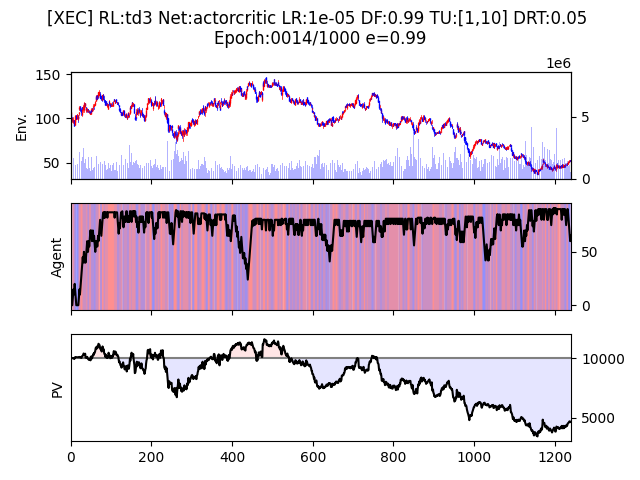 [XEC] RL:td3 Net:actorcritic LR:1e-05 DF:0.99 TU:[1,10] DRT:0.05
Epoch:0014/1000 e=0.99
1e6
150
100
50
Env.
5
0
Agent
50
0
PV
10000
5000
0 200 400 600 800 1000 1200